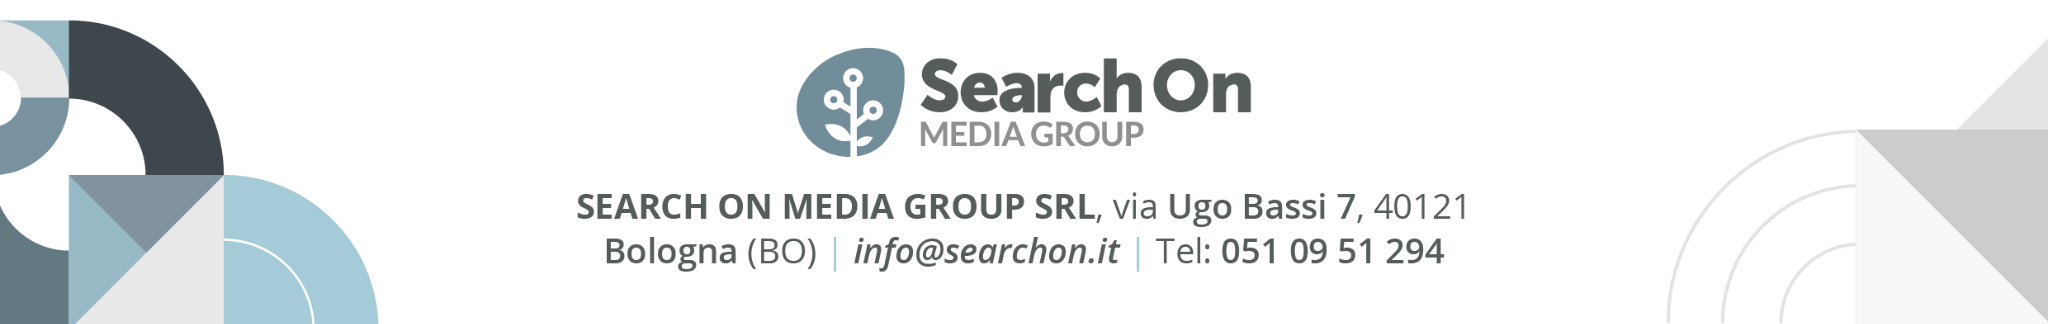 Search On
MEDIA GROUP
SEARCH ON MEDIA GROUP SRL, via Ugo Bassi 7, 40121
Bologna (BO) | info@searchon.it | Tel: 051 09 51 294